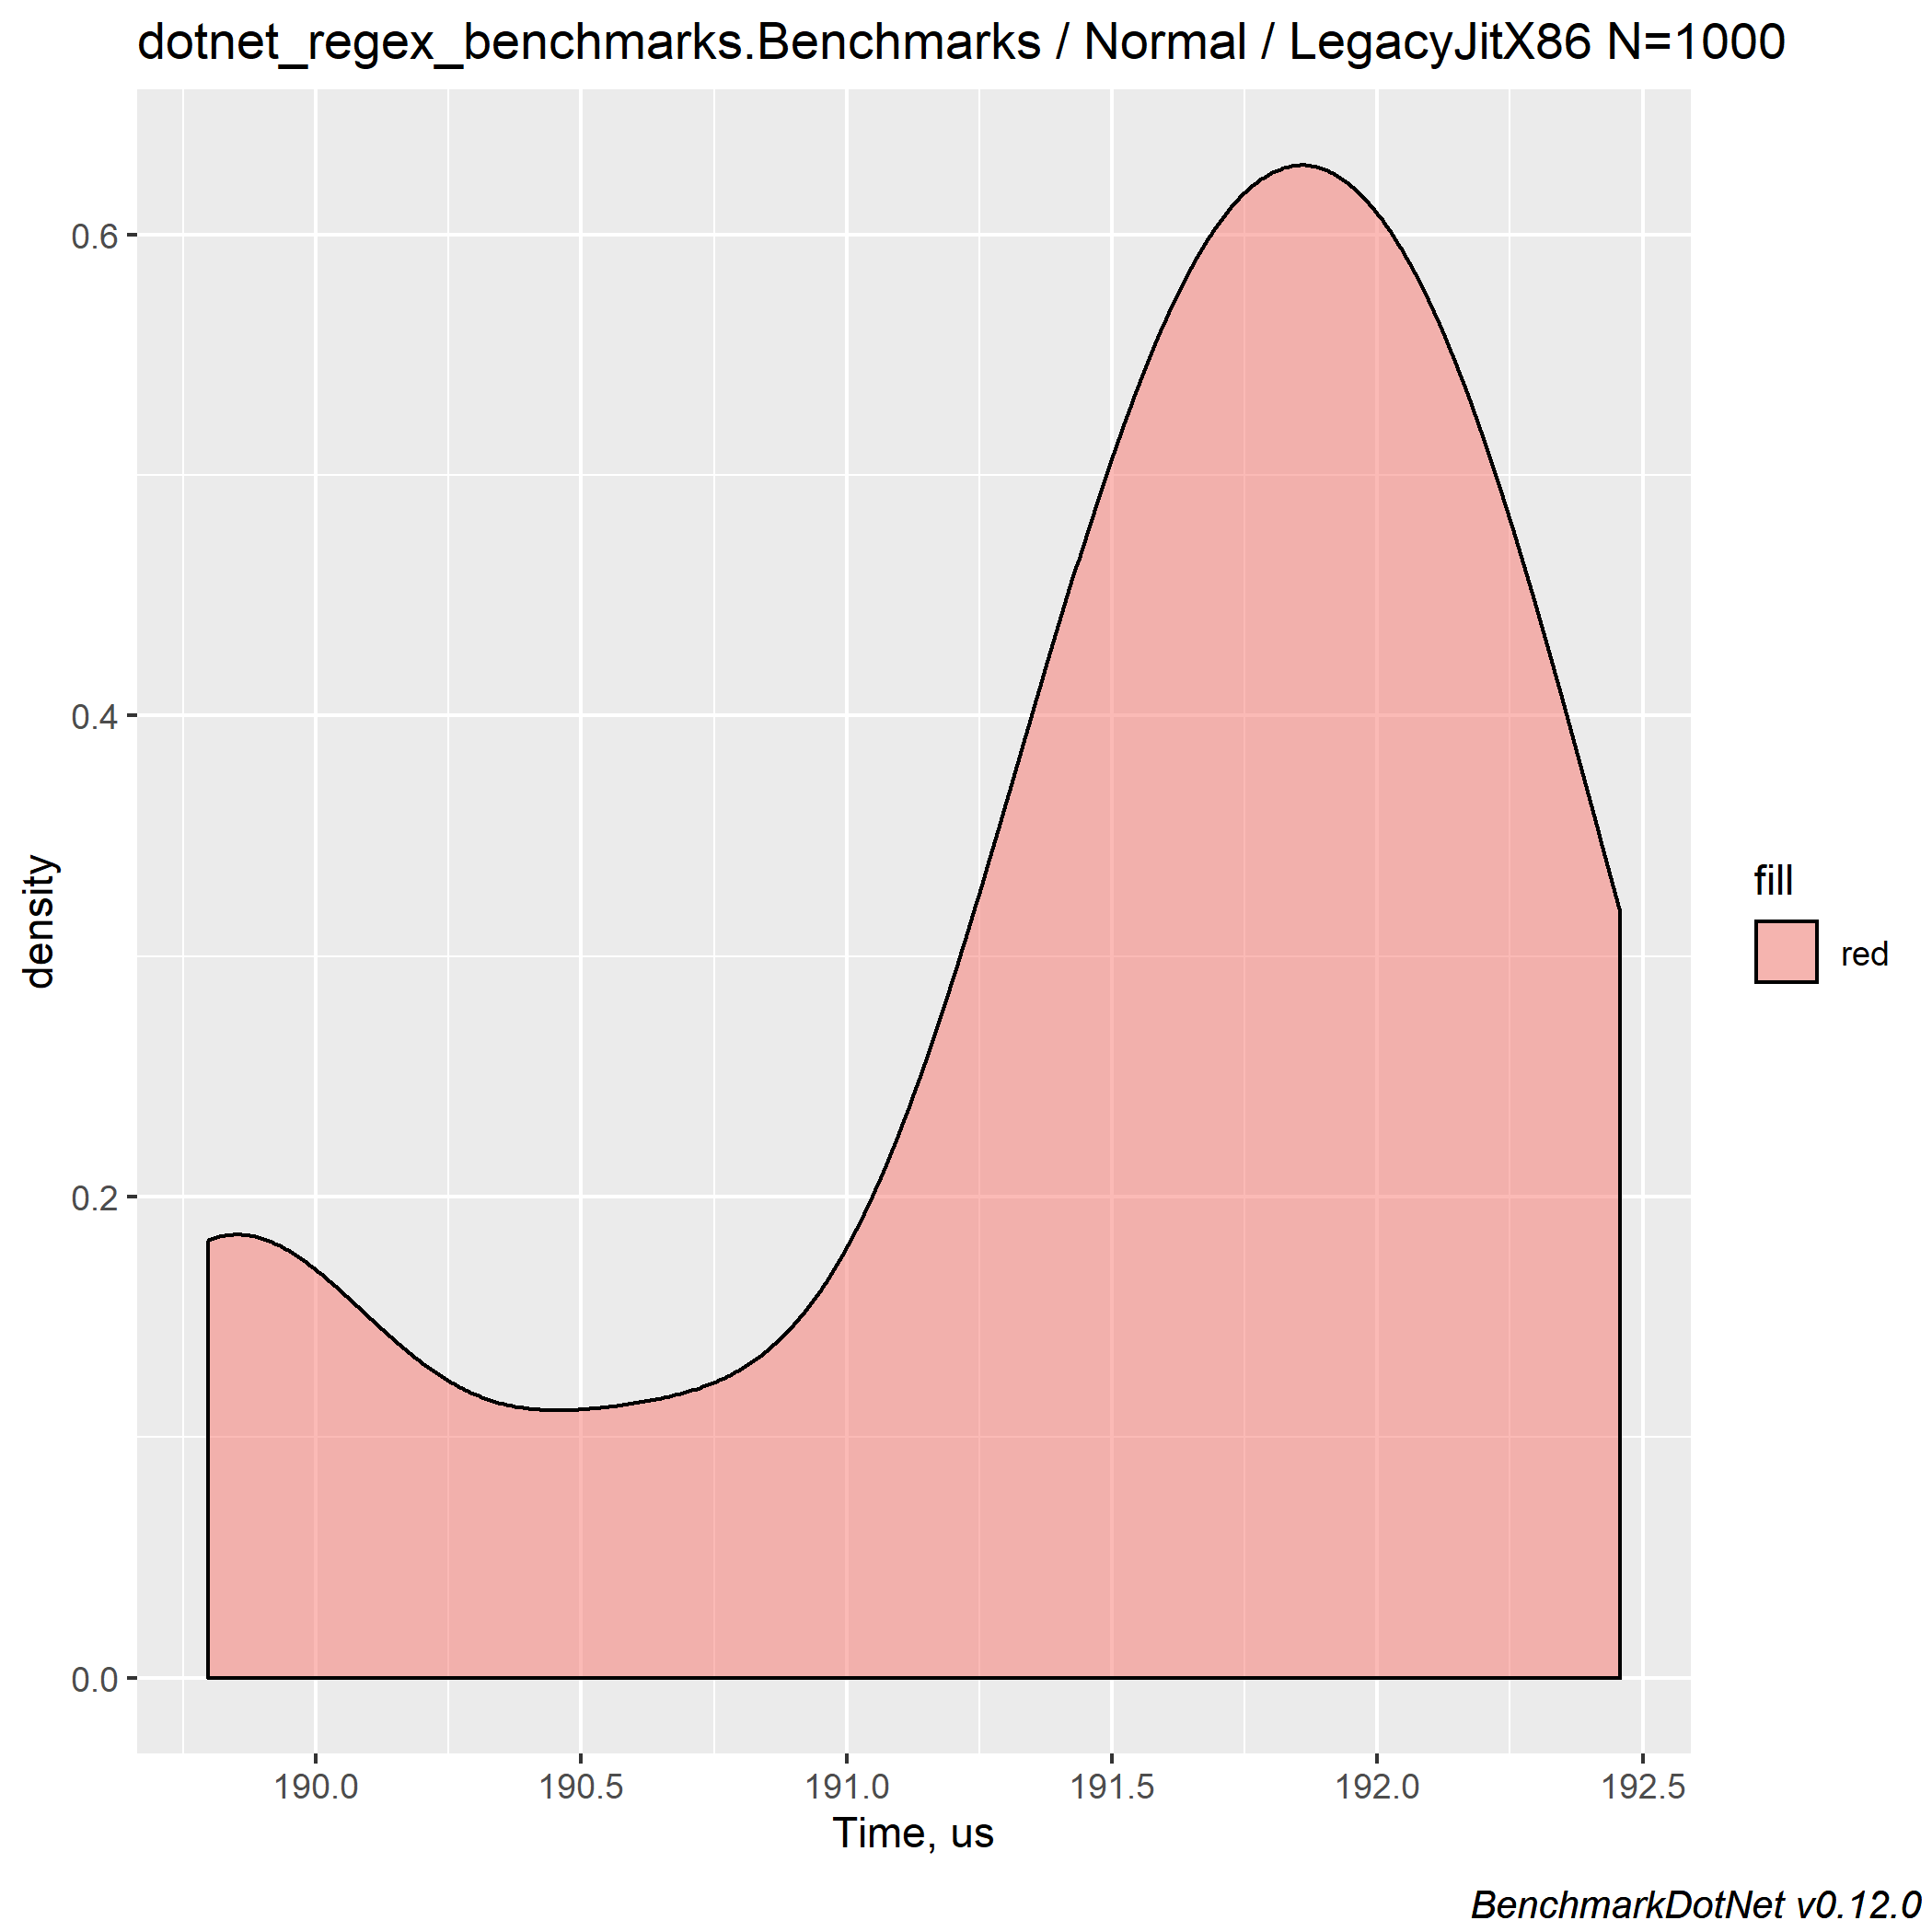 dotnet_regex_benchmarks.Benchmarks / Normal / LegacyJitX86 N=1000
density
0.6
0.4
0.2
0.0
190.0 190.5 191.0 191.5 192.0 192.5
Time, us
fill
red
BenchmarkDotNet v0.12.0